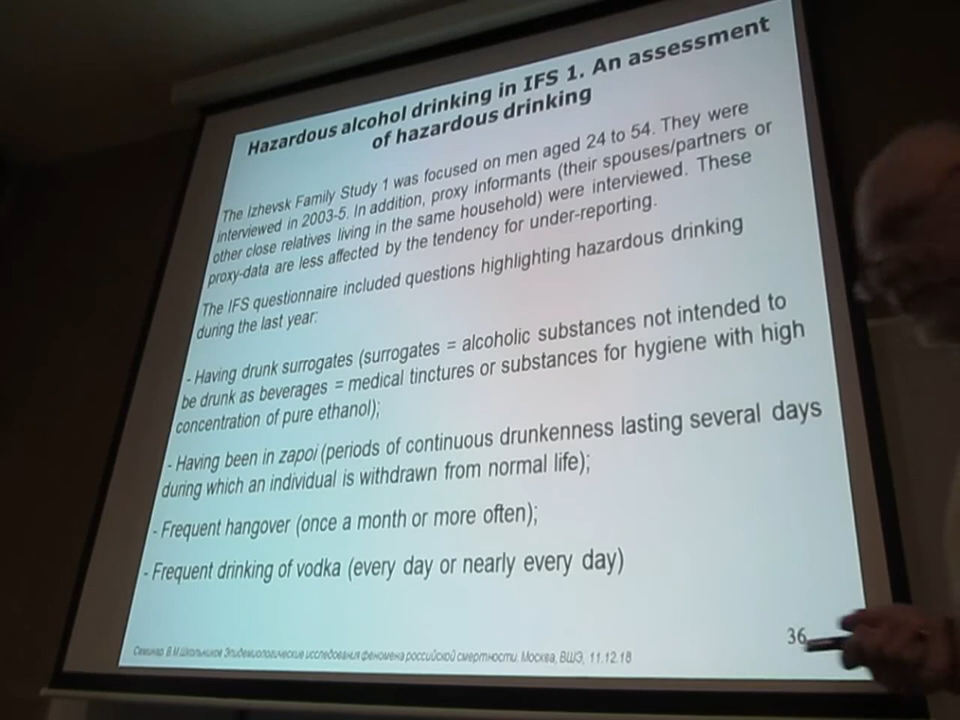 Hazardous alcohol drinking in IFS 1. An assessment
of hazardous drinking
The Izhevsk Family Study 1 was focused on men aged 24 to 54. They were
interviewed in 2003-5. In addition, proxy informants (their spouses/partners or
other close relatives living in the same household) were interviewed. These
proxy-data are less affected by the tendency for under-reporting.
The IFS questionnaire included questions highlighting hazardous drinking
during the last year:
- Having drunk surrogates (surrogates = alcoholic substances not intended to
be drunk as beverages = medical tinctures or substances for hygiene with high
concentration of pure ethanol);
- Having been in zapoi (periods of continuous drunkenness lasting several days
during which an individual is withdrawn from normal life);
- Frequent hangover (once a month or more often);
- Frequent drinking of vodka (every day or nearly every day)
36
Семинар В.М.Школьников Эпидемиологические исследования феномена российской смертности. Москва, ВШЭ, 11.12.18